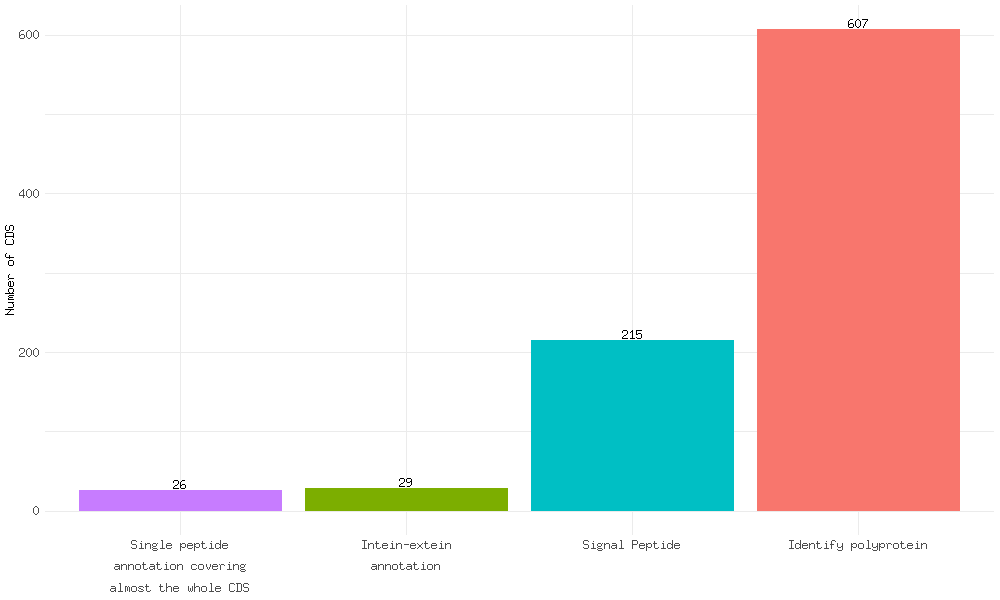 607
600
400
Number of CDS
215
200
26
29
0
Single peptide
annotation covering
almost the whole CDS
Intein-extein
annotation
Signal Peptide
Identify polyprotein